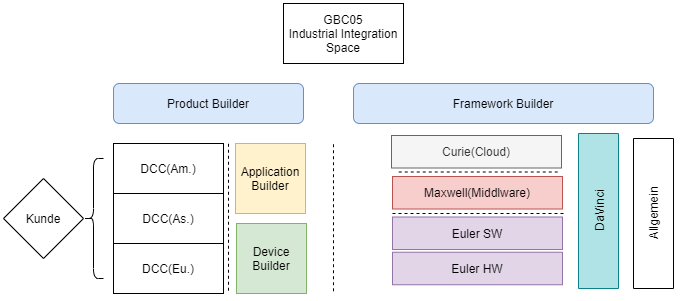 GBC05
Industrial Integration
Space
Product Builder
Framework Builder
Kunde
DCC(Am.)
DCC(As.)
DCC(Eu.)
Application
Builder
Device
Builder
Curie(Cloud)
Maxwell(Middlware)
Euler SW
Euler HW
DaVinci
Allgemein